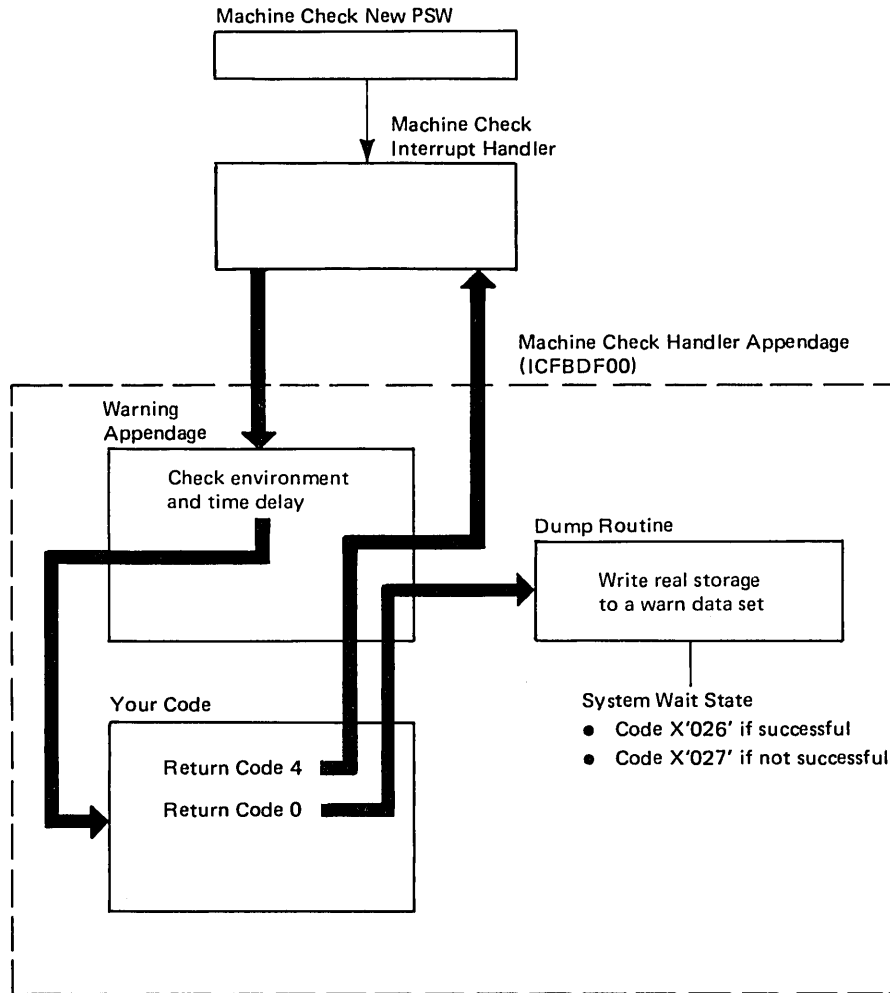 Machine Check New PSW
Machine Check
Interrupt Handler
Machine Check Handler Appendage
(ICFBDF00)
Warning
Appendage
Check environment
and time delay
Dump Routine
Write real storage
to a warn data set
Your Code
System Wait State
● Code X'026' if successful
● Code X'027' if not successful
Return Code 4
Return Code 0